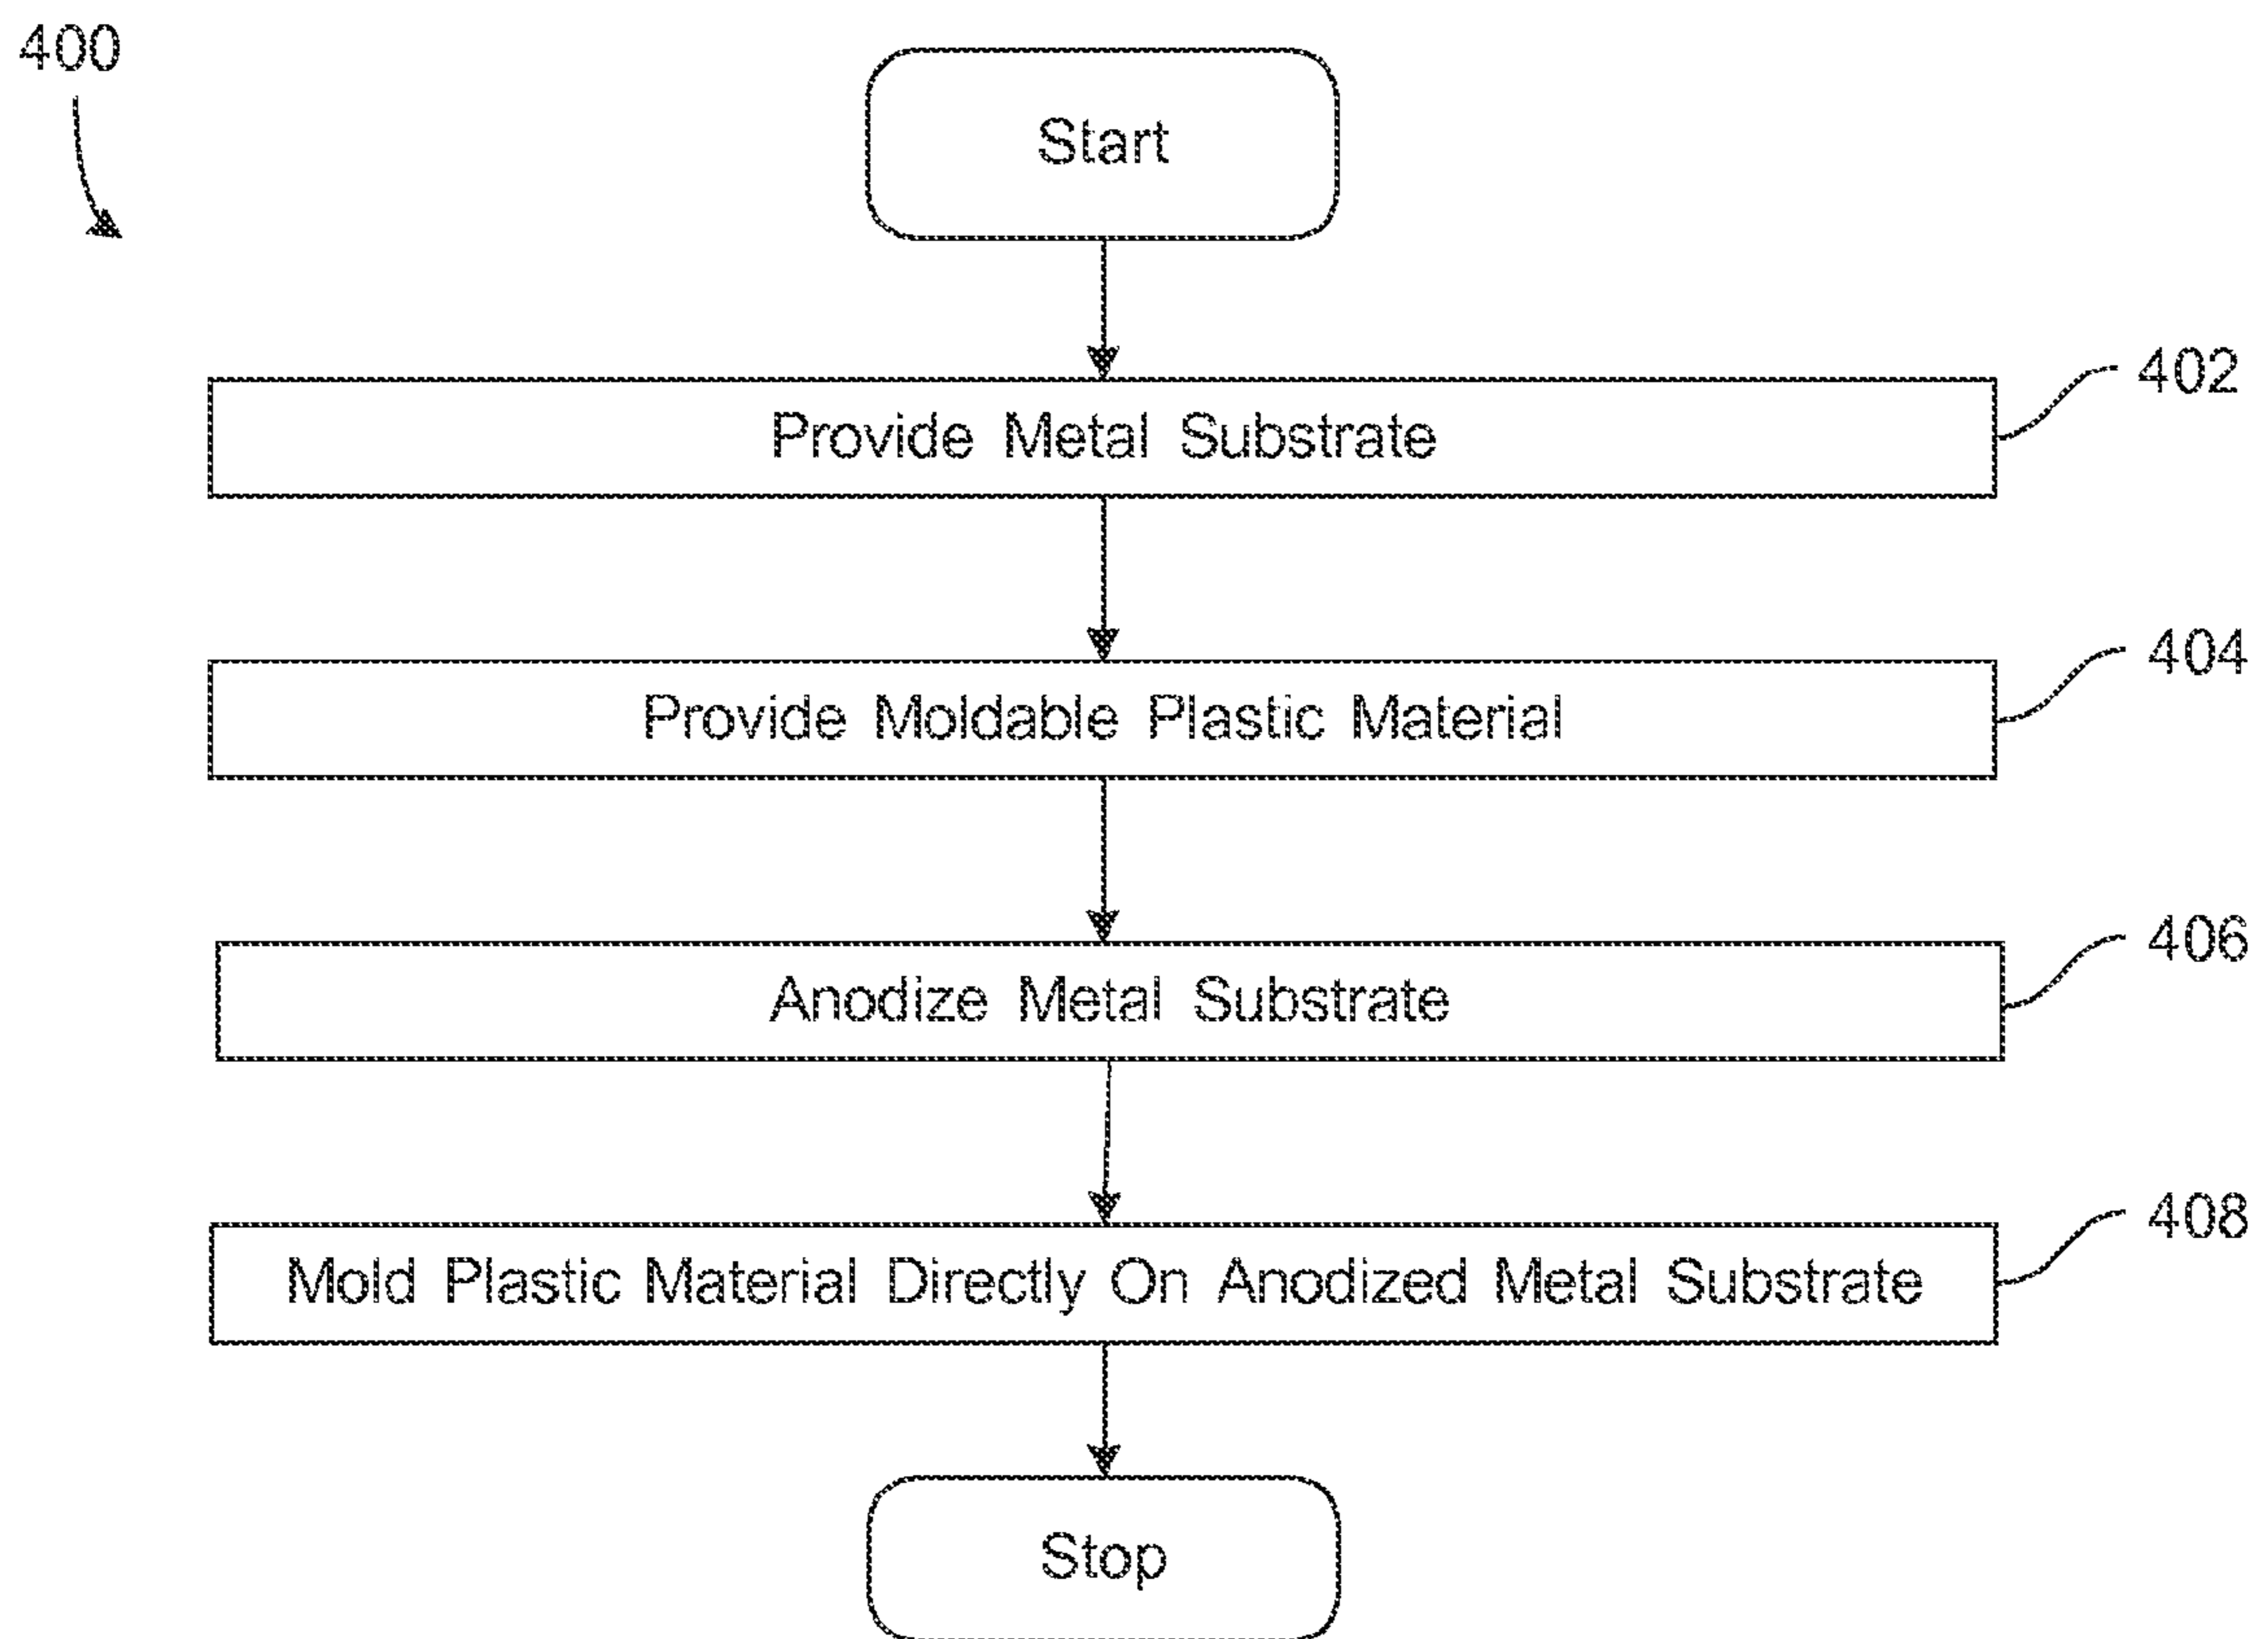 400
Start
Provide Metal Substrate
402
Provide Moldable Plastic Material
404
Anodize Metal Substrate
406
Mold Plastic Material Directly On Anodized Metal Substrate
408
Stop